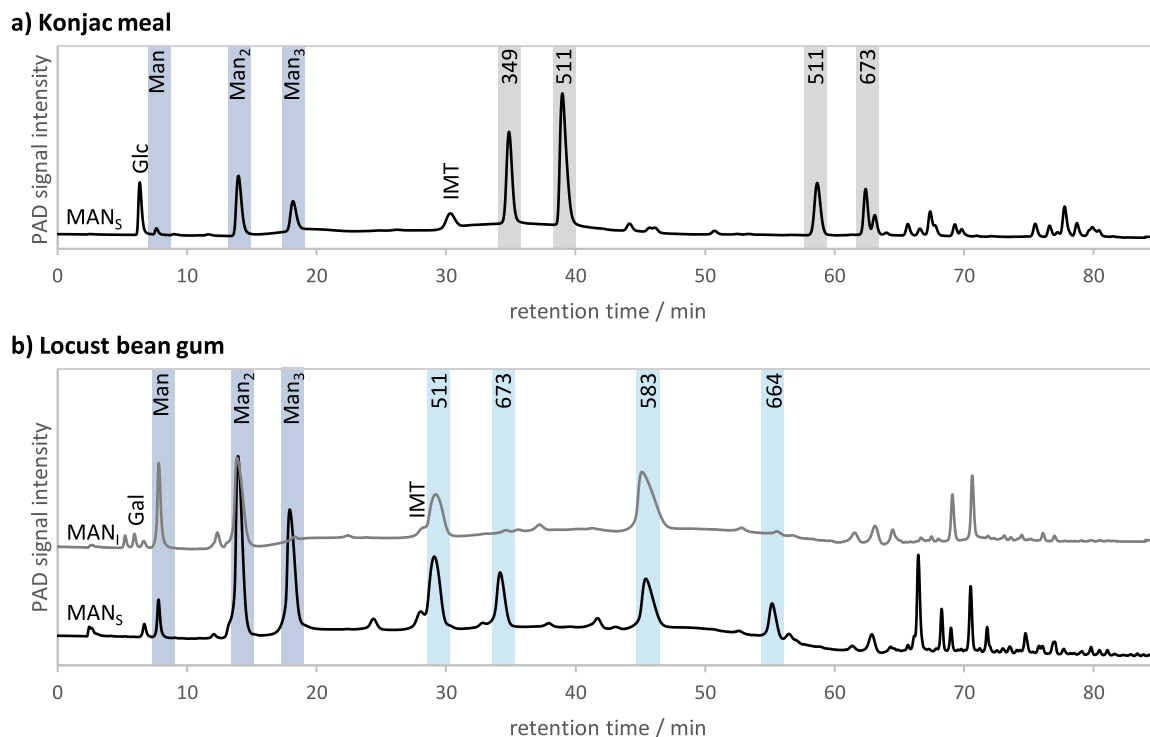 a) Konjac meal
PAD signal intensity
Man
Man₂
Man₃
349
511
511
673
Glc
IMT
MANₛ
0 10 20 30 40 50 60 70 80
retention time / min
b) Locust bean gum
PAD signal intensity
Man
Man₂
Man₃
511
673
583
664
Gal
IMT
MANI
MANₛ
0 10 20 30 40 50 60 70 80
retention time / min